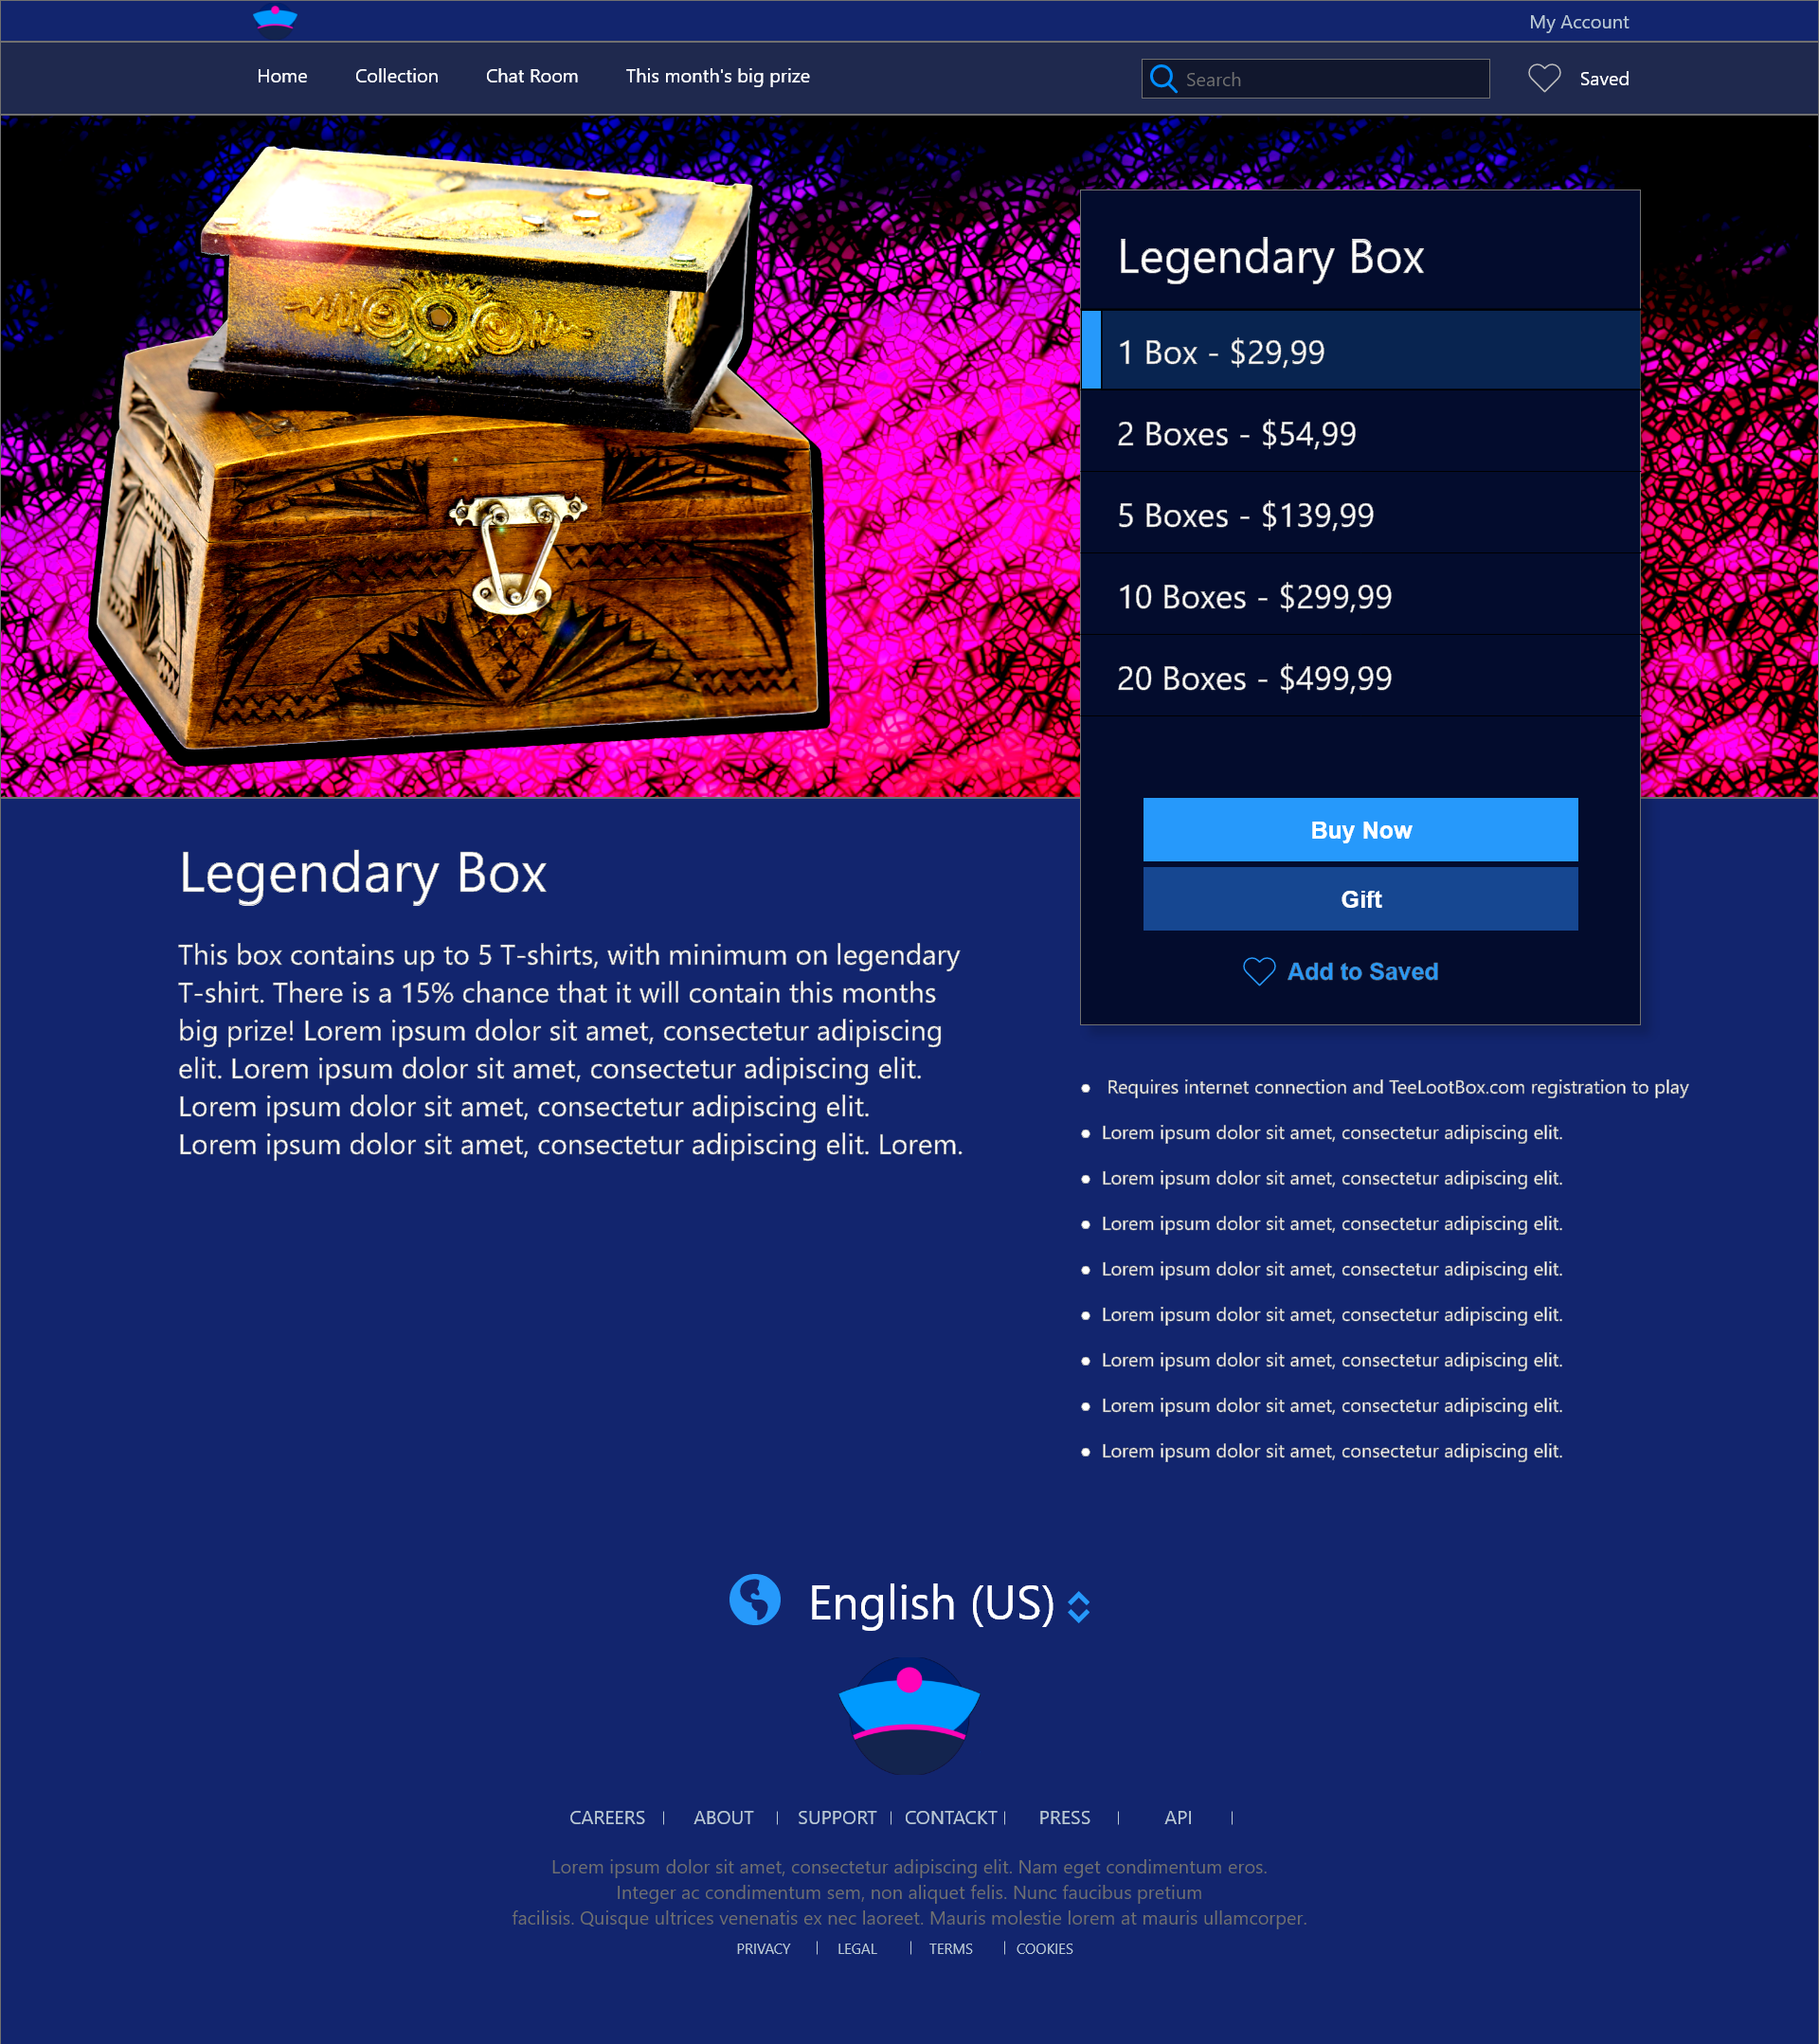 My Account
Home
Collection
Chat Room
This month's big prize
Search
Saved
Legendary Box
1 Box - $29,99
2 Boxes - $54,99
5 Boxes - $139,99
10 Boxes - $299,99
20 Boxes - $499,99
Buy Now
Gift
Add to Saved
Legendary Box
This box contains up to 5 T-shirts, with minimum on legendary
T-shirt. There is a 15% chance that it will contain this months
big prize! Lorem ipsum dolor sit amet, consectetur adipiscing
elit. Lorem ipsum dolor sit amet, consectetur adipiscing elit.
Lorem ipsum dolor sit amet, consectetur adipiscing elit.
Lorem ipsum dolor sit amet, consectetur adipiscing elit. Lorem.
Requires internet connection and TeeLootBox.com registration to play
Lorem ipsum dolor sit amet, consectetur adipiscing elit.
Lorem ipsum dolor sit amet, consectetur adipiscing elit.
Lorem ipsum dolor sit amet, consectetur adipiscing elit.
Lorem ipsum dolor sit amet, consectetur adipiscing elit.
Lorem ipsum dolor sit amet, consectetur adipiscing elit.
Lorem ipsum dolor sit amet, consectetur adipiscing elit.
Lorem ipsum dolor sit amet, consectetur adipiscing elit.
Lorem ipsum dolor sit amet, consectetur adipiscing elit.
English (US)
CAREERS | ABOUT | SUPPORT | CONTACKT | PRESS | API |
Lorem ipsum dolor sit amet, consectetur adipiscing elit. Nam eget condimentum eros.
Integer ac condimentum sem, non aliquet felis. Nunc faucibus pretium
facilisis. Quisque ultrices venenatis ex nec laoreet. Mauris molestie lorem at mauris ullamcorper.
PRIVACY | LEGAL | TERMS | COOKIES